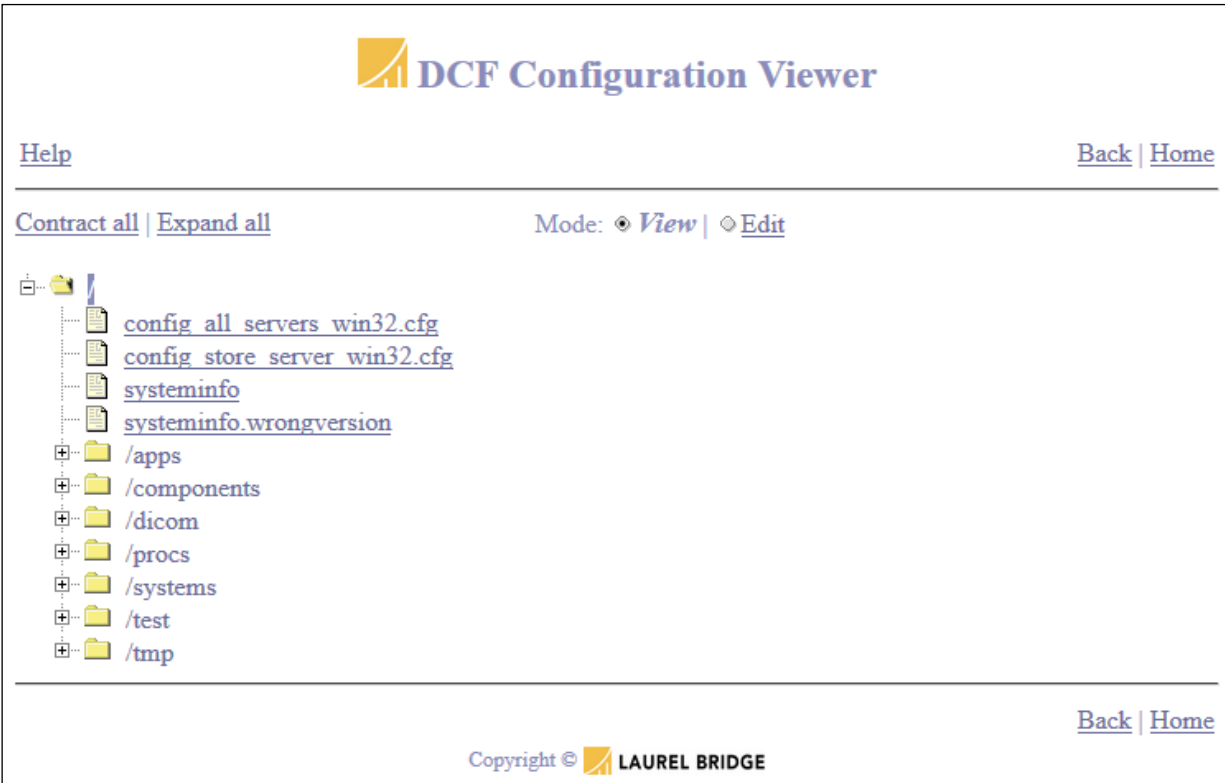 DCF Configuration Viewer
Help Back | Home
Contract all | Expand all Mode: View | Edit
/
config_all_servers_win32.cfg
config_store_server_win32.cfg
systeminfo
systeminfo.wrongversion
/apps
/components
/dicom
/procs
/systems
/test
/tmp
Back | Home
Copyright © LAUREL BRIDGE